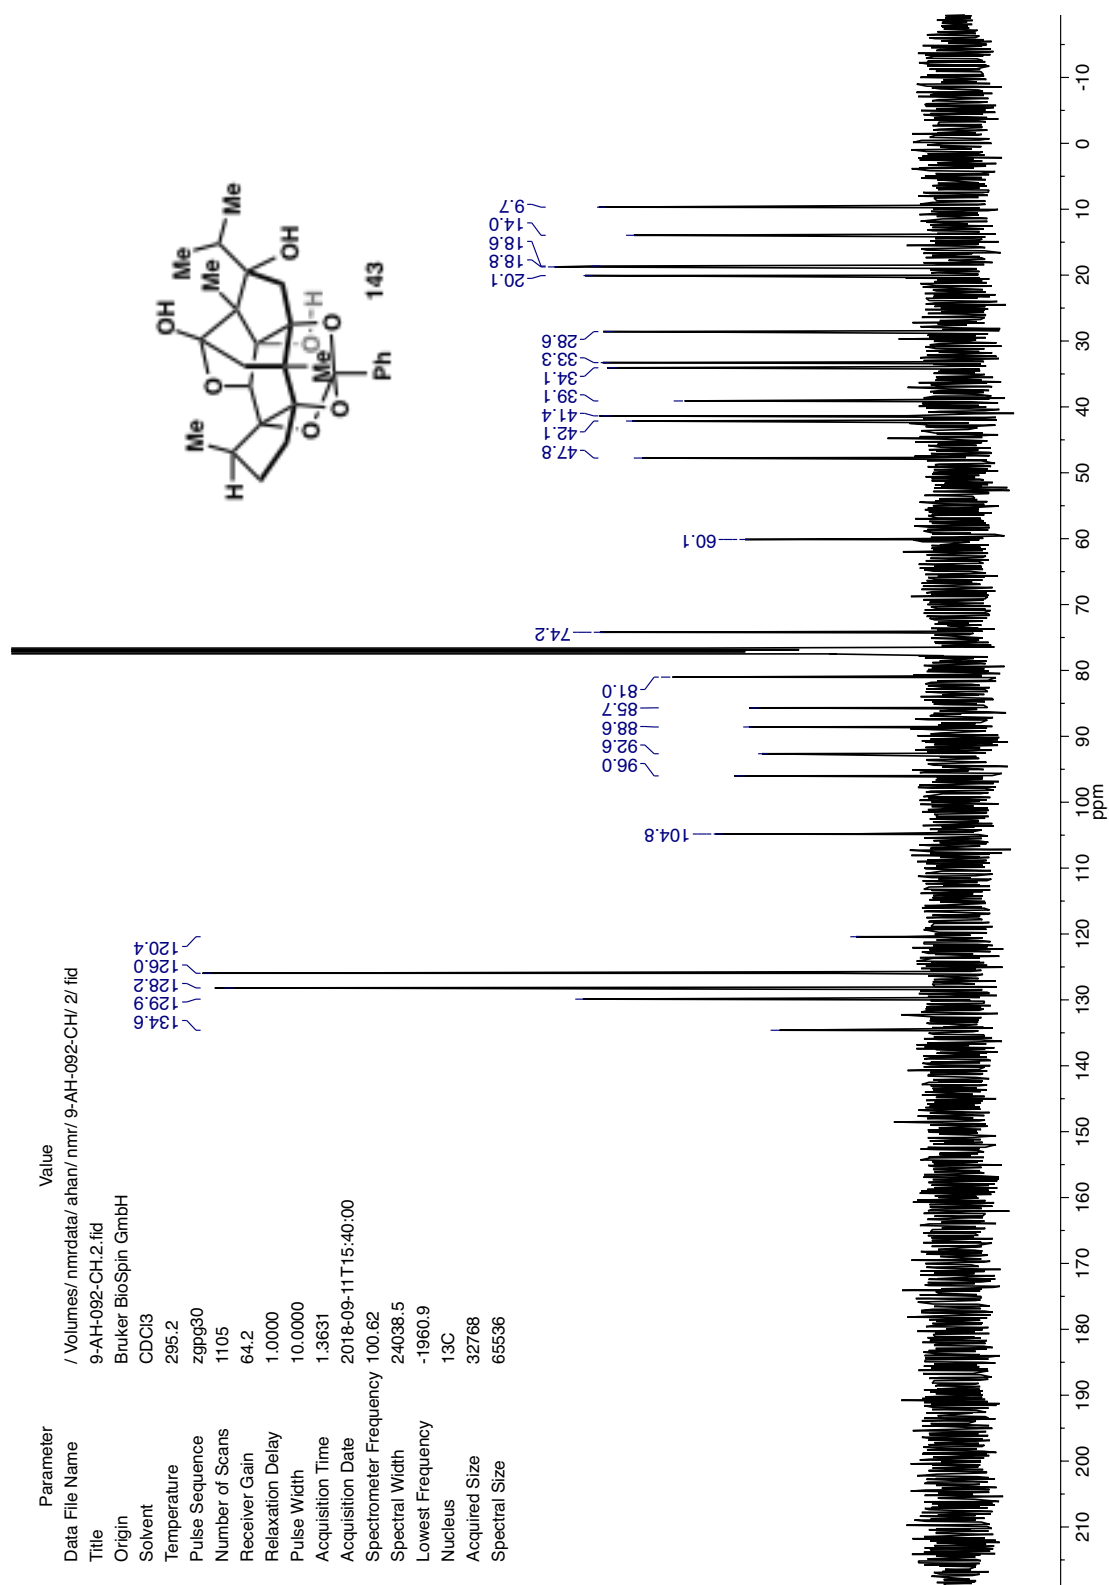 Parameter Value
Data File Name / Volumes/ nmrdata/ ahan/ nmr/ 9-AH-092-CH/ 2/ fid
Title 9-AH-092-CH.2.fid
Origin Bruker BioSpin GmbH
Solvent CDCl3
Temperature 295.2
Pulse Sequence zgpg30
Number of Scans 1105
Receiver Gain 64.2
Relaxation Delay 1.0000
Pulse Width 10.0000
Acquisition Time 1.3631
Acquisition Date 2018-09-11T15:40:00
Spectrometer Frequency 100.62
Spectral Width 24038.5
Lowest Frequency -1960.9
Nucleus 13C
Acquired Size 32768
Spectral Size 65536
OH
Me
Me
Me
Me
H
O
OH
O
H
Me
O
O
O
Ph
143
134.6
129.9
128.2
126.0
120.4
104.8
96.0
92.6
88.6
85.7
81.0
74.2
60.1
47.8
42.1
41.4
39.1
34.1
33.3
28.6
20.1
18.8
18.6
14.0
9.7
210 200 190 180 170 160 150 140 130 120 110 100 90 80 70 60 50 40 30 20 10 0 -10
ppm